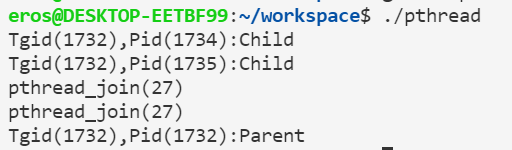 eros@DESKTOP-EETBF99:~/workspace$ ./pthread
Tgid(1732),Pid(1734):Child
Tgid(1732),Pid(1735):Child
pthread_join(27)
pthread_join(27)
Tgid(1732),Pid(1732):Parent